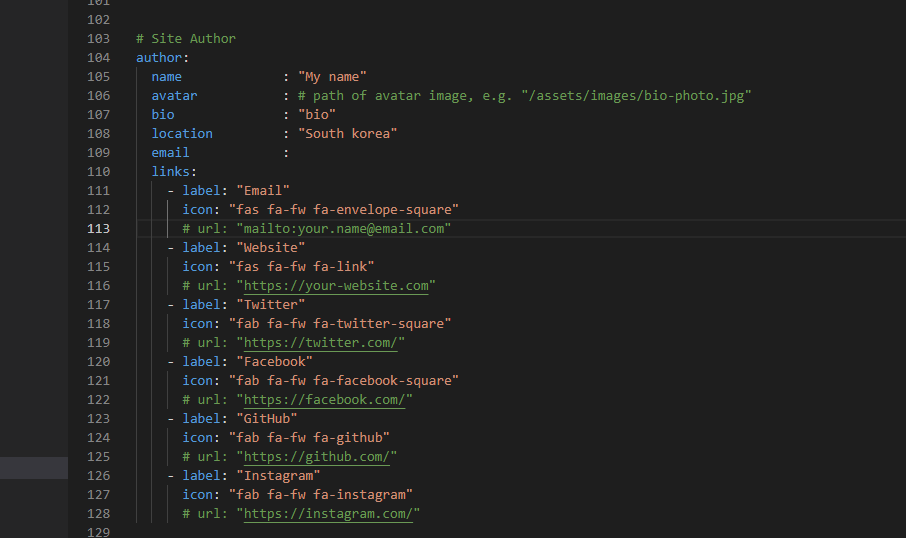 101
102
103 # Site Author
104 author:
105   name             : "My name"
106   avatar           : # path of avatar image, e.g. "/assets/images/bio-photo.jpg"
107   bio              : "bio"
108   location         : "South korea"
109   email            :
110   links:
111     - label: "Email"
112       icon: "fas fa-fw fa-envelope-square"
113       # url: "mailto:your.name@email.com"
114     - label: "Website"
115       icon: "fas fa-fw fa-link"
116       # url: "https://your-website.com"
117     - label: "Twitter"
118       icon: "fab fa-fw fa-twitter-square"
119       # url: "https://twitter.com/"
120     - label: "Facebook"
121       icon: "fab fa-fw fa-facebook-square"
122       # url: "https://facebook.com/"
123     - label: "GitHub"
124       icon: "fab fa-fw fa-github"
125       # url: "https://github.com/"
126     - label: "Instagram"
127       icon: "fab fa-fw fa-instagram"
128       # url: "https://instagram.com/"
129